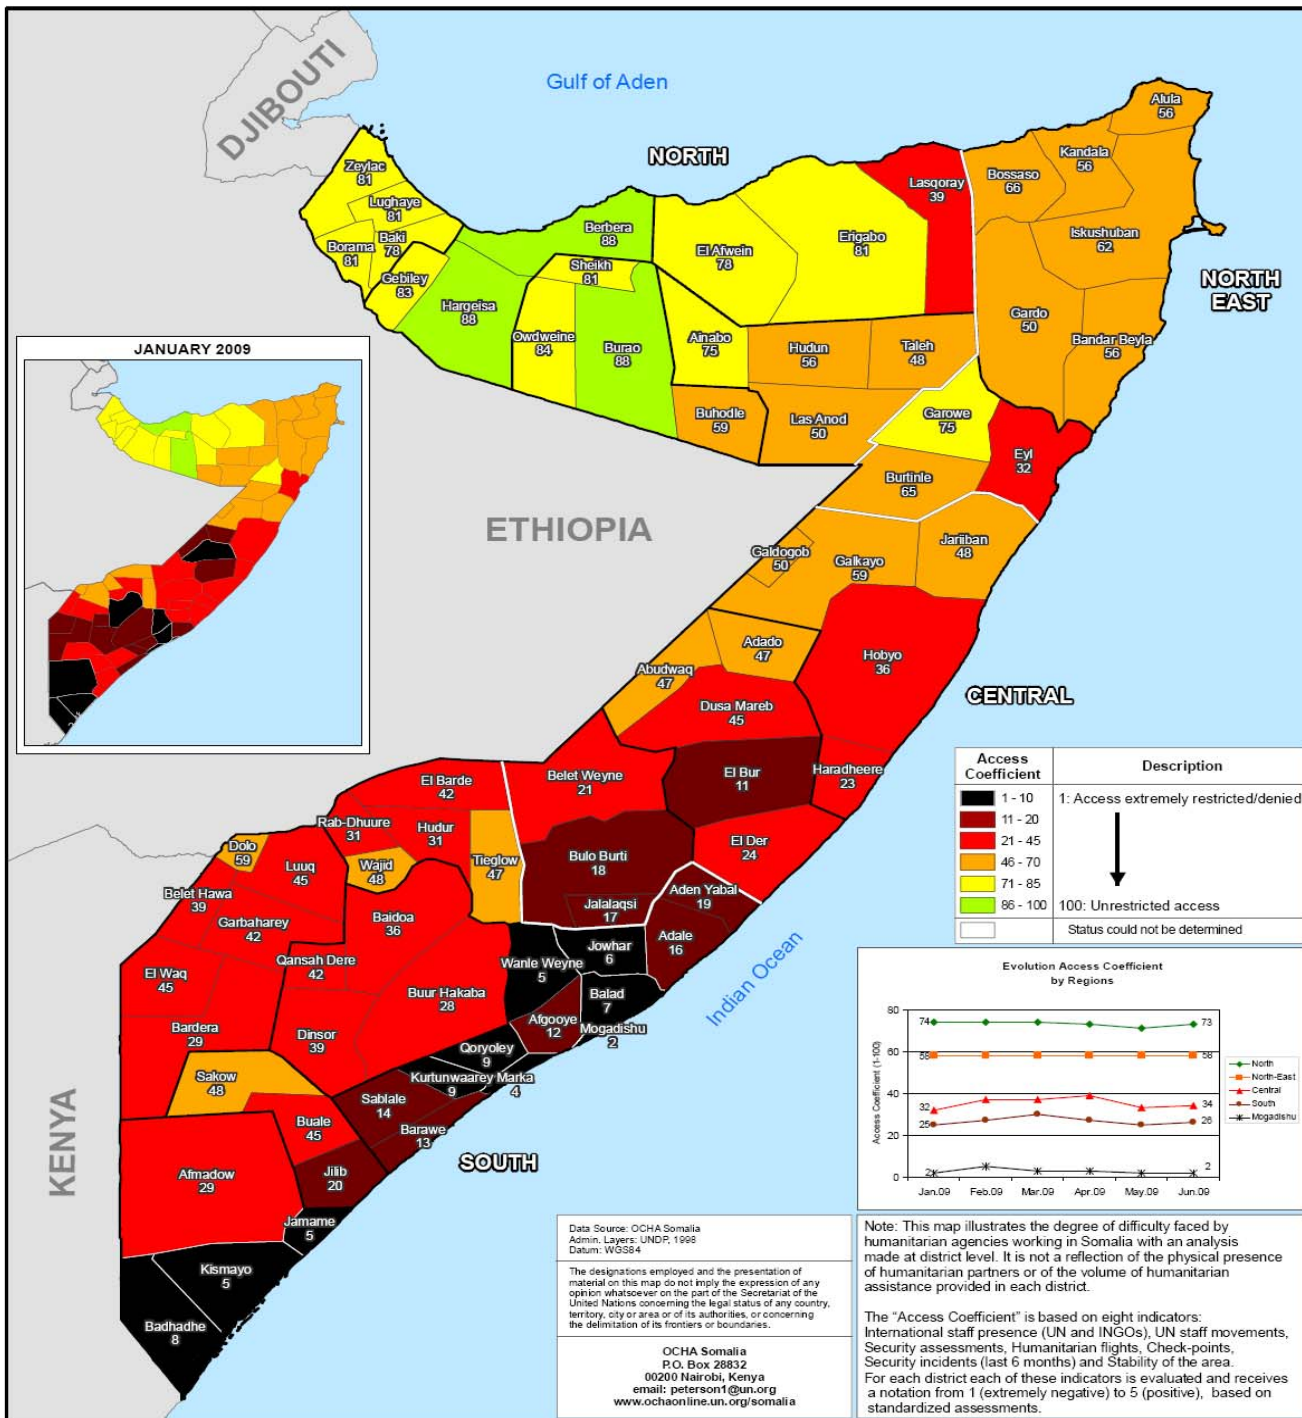 DJIBOUTI
Gulf of Aden
NORTH
Alula
56
Kandala
56
Bossaso
66
Lasqoray
39
Zeylac
81
Lughaye
81
Baki
78
Borama
81
Gebiley
83
Berbera
88
Sheikh
81
El Afwein
78
Erigabo
81
Iskushuban
62
NORTH
EAST
Hargeisa
88
Owdweine
84
Burao
88
Ainabo
75
Hudun
56
Taleh
48
Gardo
50
Bandar Beyla
56
Buhodle
59
Las Anod
50
Garowe
75
Eyl
32
Burtinle
65
JANUARY 2009
ETHIOPIA
Galdogob
50
Galkayo
59
Jariiban
48
Adado
47
Abudwaq
47
Hobyo
36
CENTRAL
Dusa Mareb
45
El Bur
11
Haradheere
23
Belet Weyne
21
El Der
24
El Barde
42
Rab-Dhuure
31
Hudur
31
Tieglow
47
Wajid
48
Dolo
59
Luuq
45
Belet Hawa
39
Garbaharey
42
Baidoa
36
Bulo Burti
18
Jalalaqsi
17
Aden Yabal
19
Adale
16
Indian Ocean
El Waq
45
Qansah Dere
42
Wanle Weyne
5
Jowhar
6
Balad
7
Buur Hakaba
28
Afgooye
12
Mogadishu
2
Bardera
29
Dinsor
39
Qoryoley
9
Kurtunwaarey
9
Marka
4
Sakow
48
Sablale
14
Barawe
13
KENYA
Buale
45
Jilib
20
SOUTH
Afmadow
29
Jamame
5
Kismayo
5
Badhadhe
8
Access
Coefficient
Description
1 - 10
1: Access extremely restricted/denied
11 - 20
21 - 45
46 - 70
71 - 85
86 - 100
100: Unrestricted access
Status could not be determined
Evolution Access Coefficient
by Regions
Access Coefficient (1-100)
80
60
40
20
0
74
73
58
58
32
34
25
26
2
2
Jan.09 Feb.09 Mar.09 Apr.09 May.09 Jun.09
North
North-East
Central
South
Mogadishu
Data Source: OCHA Somalia
Admin. Layers: UNDP, 1998
Datum: WGS84
The designations employed and the presentation of
material on this map do not imply the expression of any
opinion whatsoever on the part of the Secretariat of the
United Nations concerning the legal status of any country,
territory, city or area or of its authorities, or concerning
the delimitation of its frontiers or boundaries.
OCHA Somalia
P.O. Box 28832
00200 Nairobi, Kenya
email: peterson1@un.org
www.ochaonline.un.org/somalia
Note: This map illustrates the degree of difficulty faced by
humanitarian agencies working in Somalia with an analysis
made at district level. It is not a reflection of the physical presence
of humanitarian partners or of the volume of humanitarian
assistance provided in each district.
The "Access Coefficient" is based on eight indicators:
International staff presence (UN and INGOs), UN staff movements,
Security assessments, Humanitarian flights, Check-points,
Security incidents (last 6 months) and Stability of the area.
For each district each of these indicators is evaluated and receives
a notation from 1 (extremely negative) to 5 (positive), based on
standardized assessments.